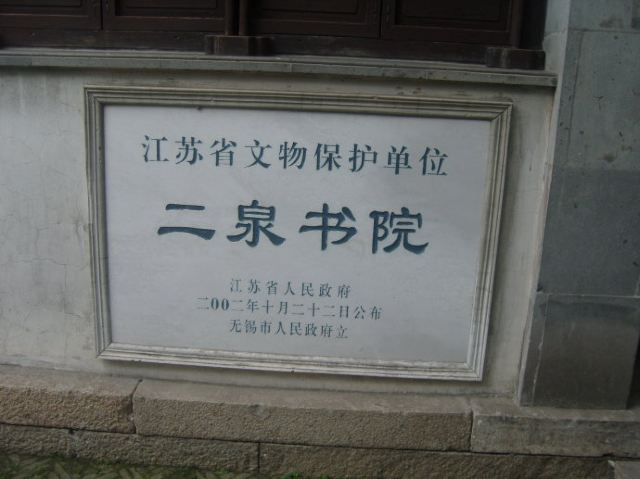 江苏省文物保护单位
二泉书院
江苏省人民政府
二00二年十月二十二日公布
无锡市人民政府立